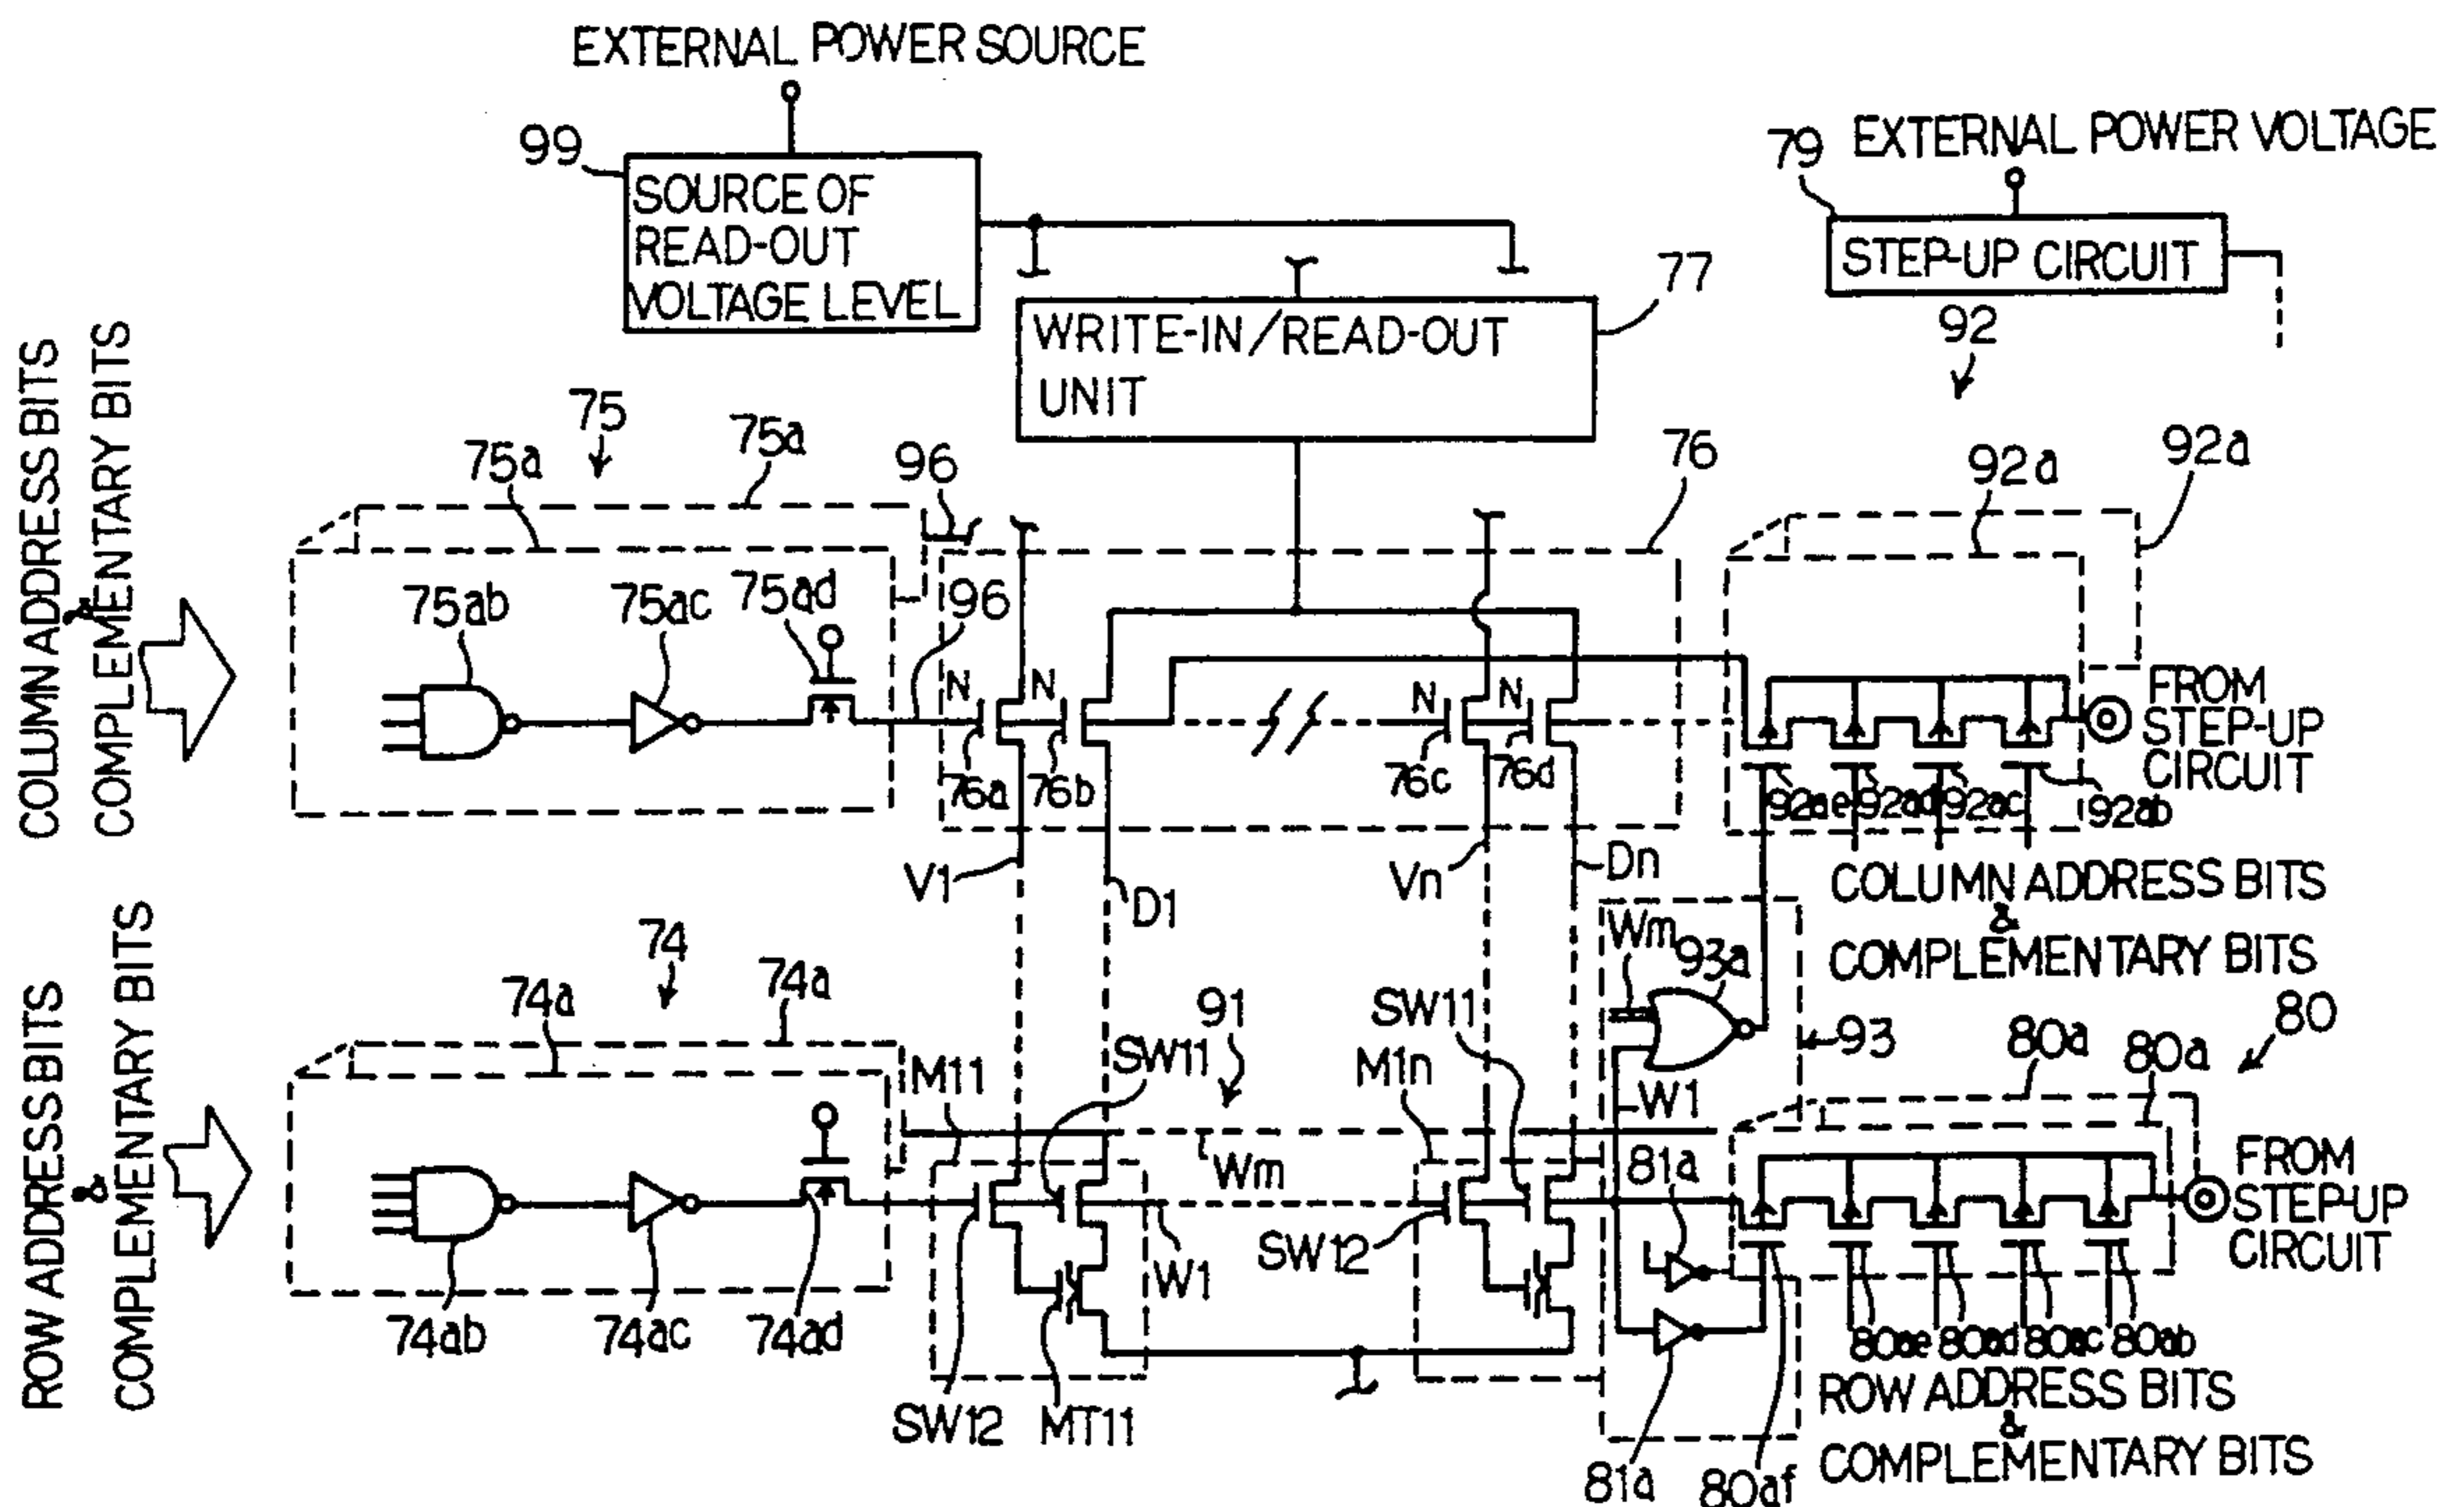 EXTERNAL POWER SOURCE
99
SOURCE OF
READ-OUT
VOLTAGE LEVEL
79
EXTERNAL POWER VOLTAGE
STEP-UP CIRCUIT
77
WRITE-IN/READ-OUT
UNIT
92
COLUMN ADDRESS BITS
&
COMPLEMENTARY BITS
75
75a
75a
96
76
92a
92a
75ab
75ac
75ad
96
N
N
N
N
76a
76b
76c
76d
92ae
92ad
92ac
92ab
FROM
STEP-UP
CIRCUIT
V1
D1
Vn
Dn
COLUMN ADDRESS BITS
&
COMPLEMENTARY BITS
ROW ADDRESS BITS
&
COMPLEMENTARY BITS
74
74a
74a
M11
SW11
91
SW11
M1n
Wm
93a
93
80a
80a
80
Wm
W1
81a
74ab
74ac
74ad
W1
SW12
SW12
MT11
FROM
STEP-UP
CIRCUIT
80ae
80ad
80ac
80ab
ROW ADDRESS BITS
&
COMPLEMENTARY BITS
81a
80af